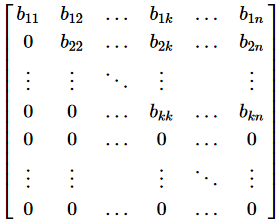 b₁₁ b₁₂ … b₁ₖ … b₁ₙ
0 b₂₂ … b₂ₖ … b₂ₙ
⋮ ⋮ ⋱ ⋮ ⋮
0 0 … bₖₖ … bₖₙ
0 0 … 0 … 0
⋮ ⋮ ⋮ ⋱ ⋮
0 0 … 0 … 0